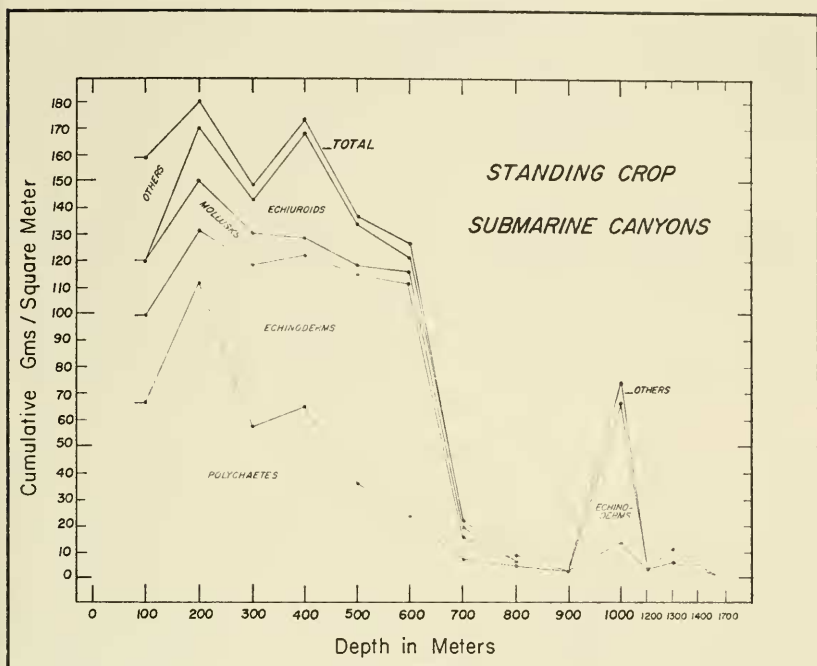 STANDING CROP
SUBMARINE CANYONS
Cumulative Gms / Square Meter
180
170
160
150
140
130
120
110
100
90
80
70
60
50
40
30
20
10
0
TOTAL
OTHERS
MOLLUSKS
ECHIUROIDS
ECHINODERMS
POLYCHAETES
OTHERS
ECHINO-
DERMS
0 100 200 300 400 500 600 700 800 900 1000 1200 1300 1400 1700
Depth in Meters